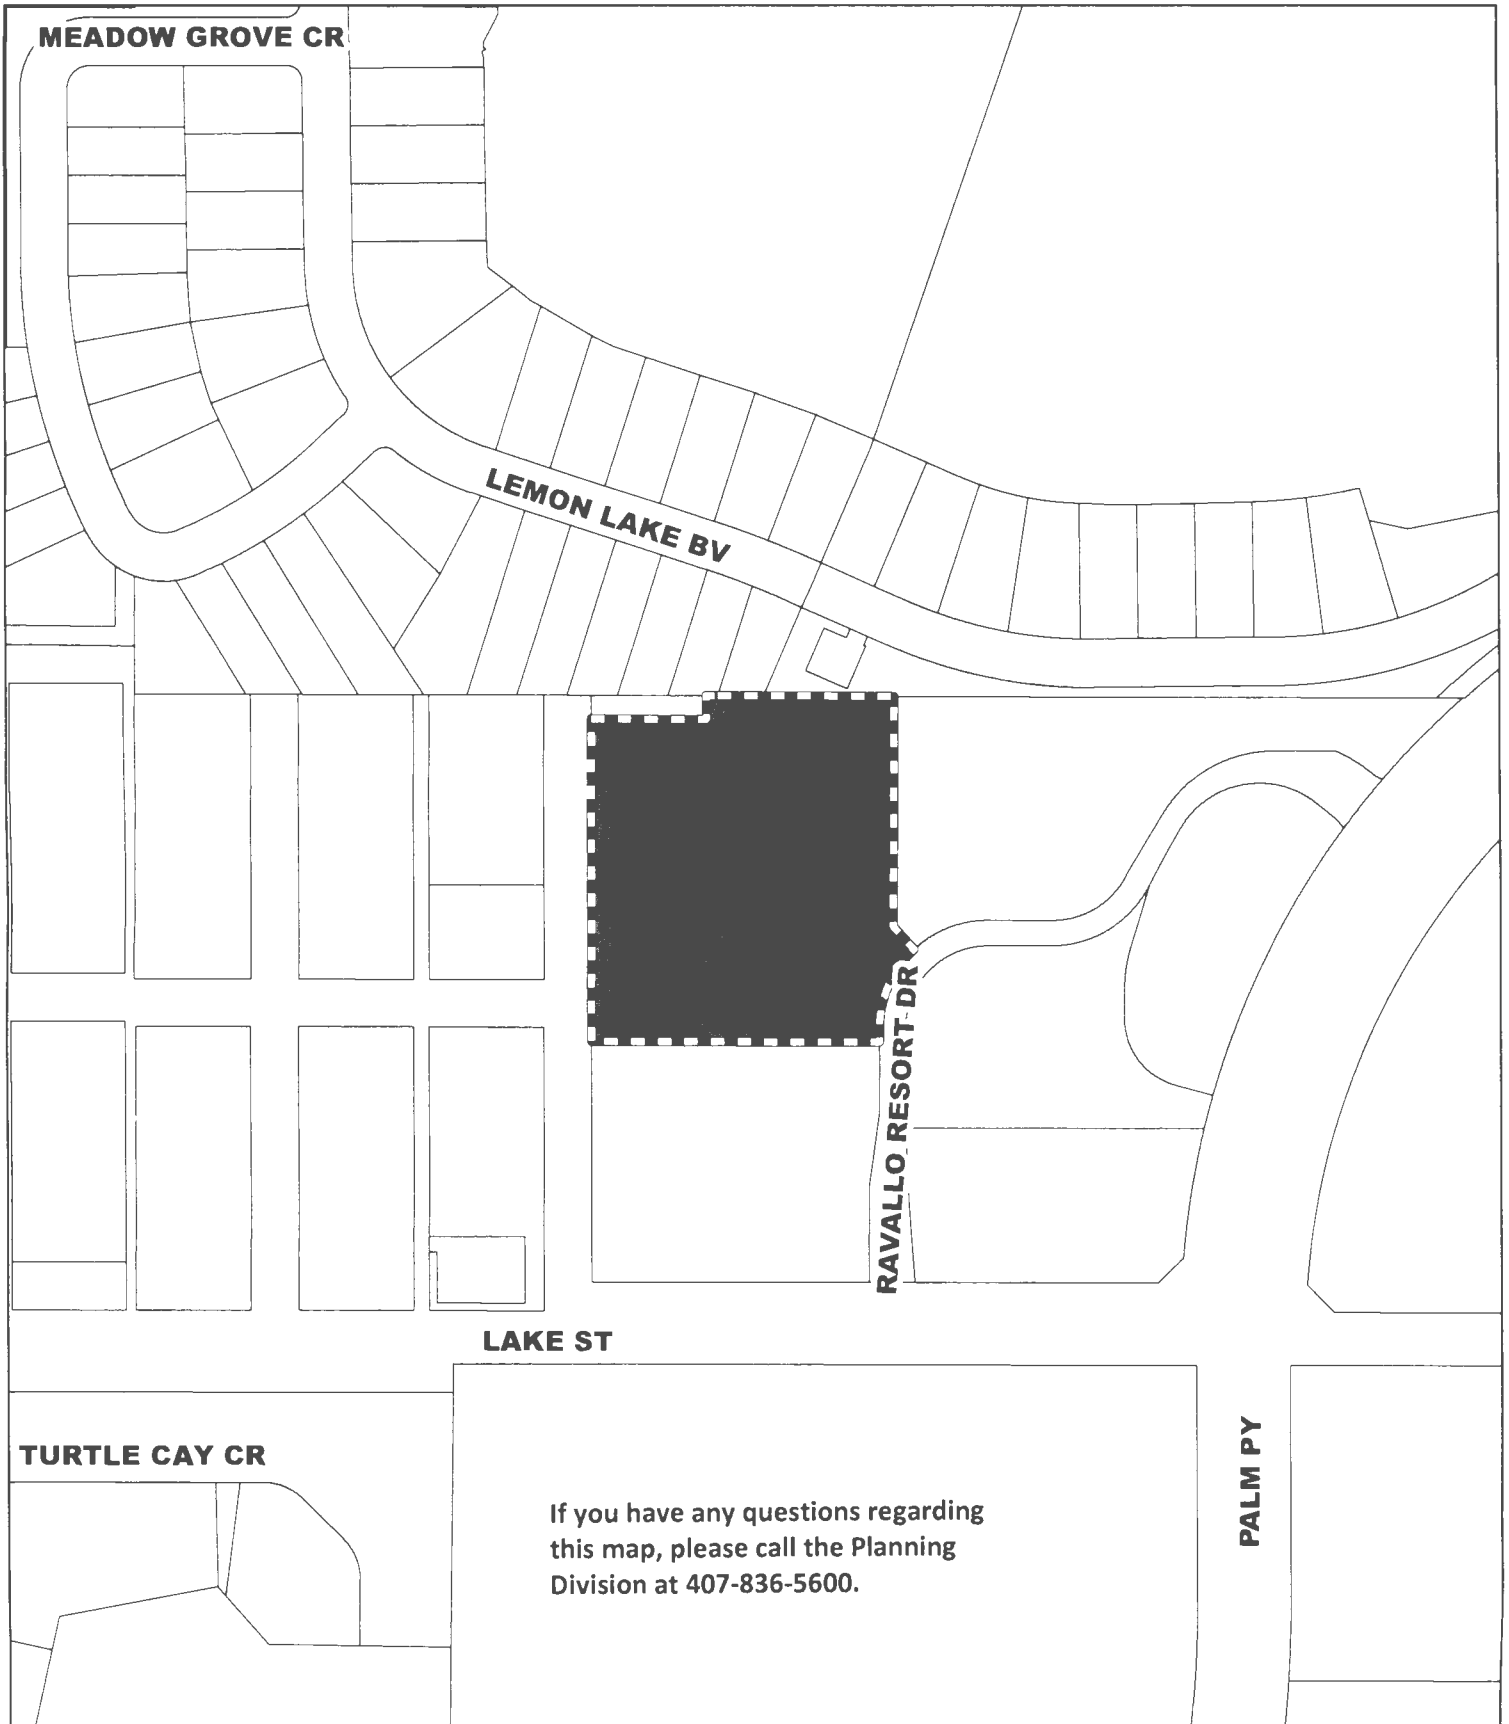 MEADOW GROVE CR
LEMON LAKE BV
RAVALLO RESORT DR
LAKE ST
TURTLE CAY CR
PALM PY
If you have any questions regarding
this map, please call the Planning
Division at 407-836-5600.